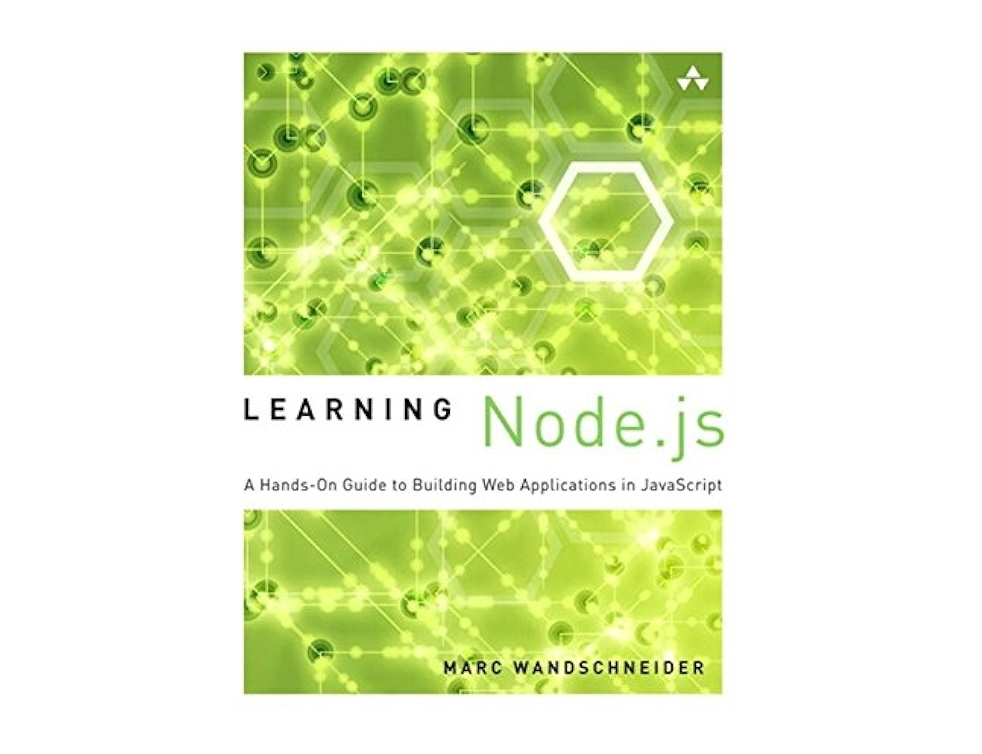 LEARNING Node.js
A Hands-On Guide to Building Web Applications in JavaScript
MARC WANDSCHNEIDER